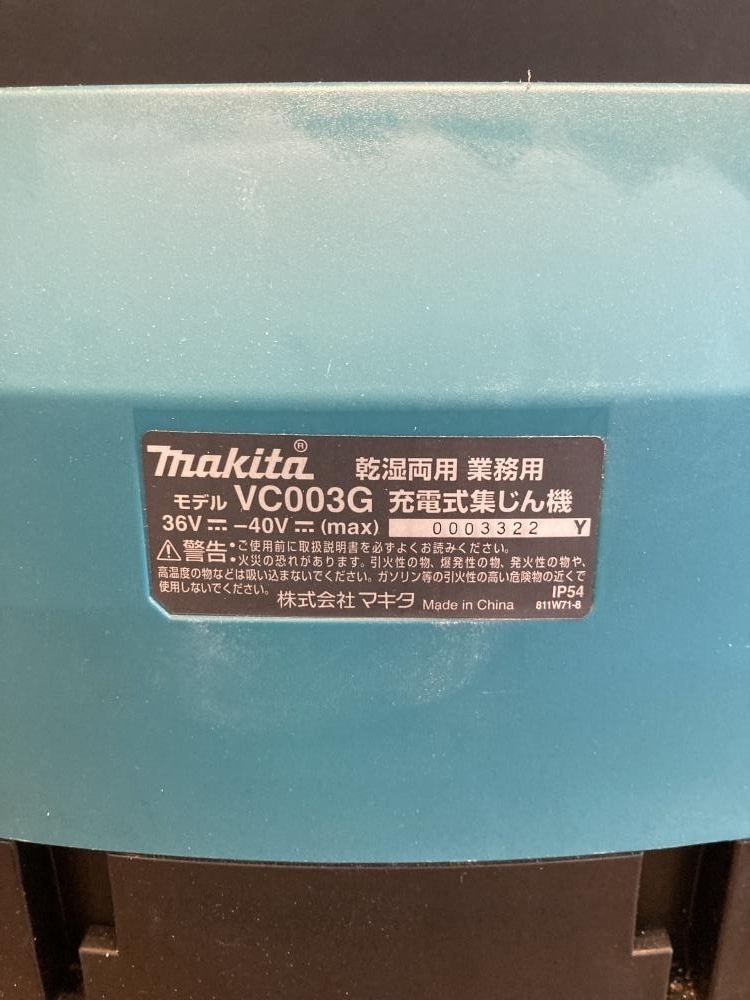 makita® 乾湿両用 業務用
モデル VC003G 充電式集じん機
36V⎓-40V⎓(max) 0003322 Y
⚠警告:ご使用前に取扱説明書を必ずよくお読みください。
火災の恐れがあります。引火性の物、爆発性の物、発火性の物や、
高温度の物などは吸い込まないでください。ガソリン等の引火性の高い危険物の近くで
使用しないでください。
IP54
株式会社マキタ Made in China 811W71-8